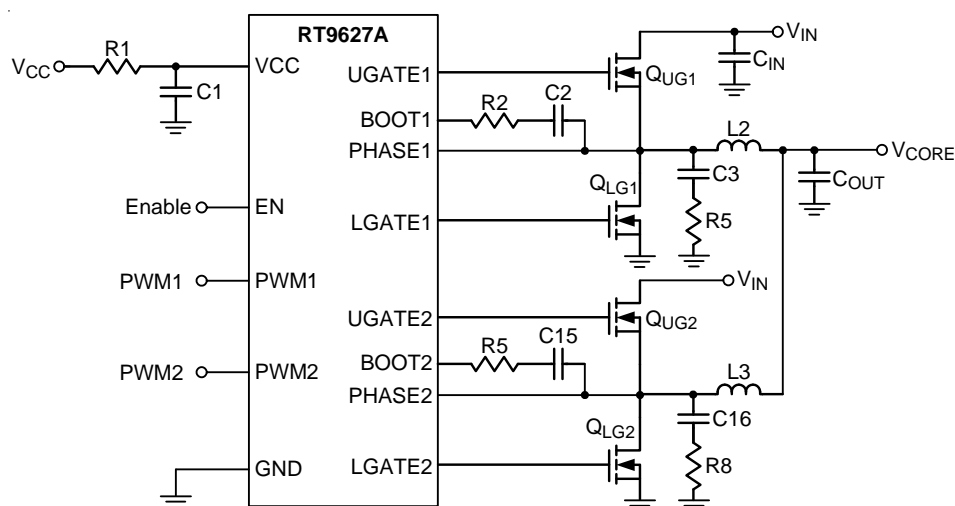 RT9627A
VCC
R1
VCC
C1
UGATE1
QUG1
VIN
CIN
BOOT1
R2
C2
PHASE1
L2
VCORE
COUT
C3
R5
QLG1
LGATE1
Enable
EN
PWM1
PWM1
VIN
UGATE2
QUG2
BOOT2
R5
C15
PWM2
PWM2
PHASE2
L3
C16
R8
QLG2
GND
LGATE2